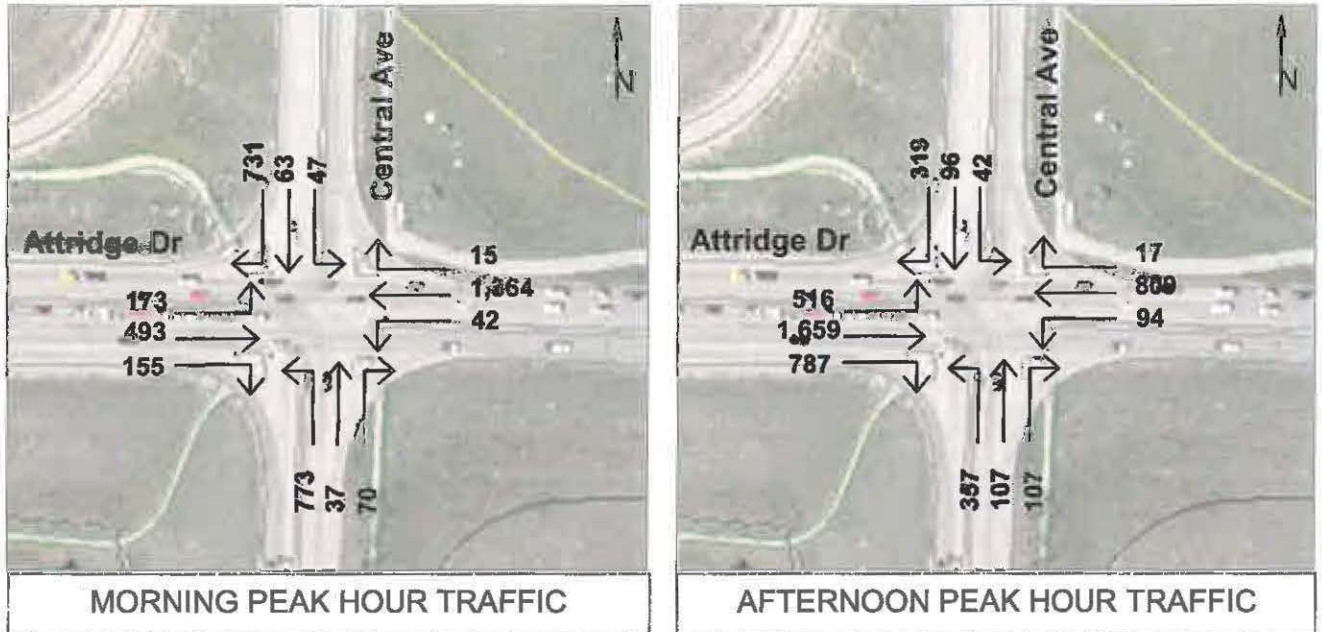 Central Ave
N
731
63
47
Attridge Dr
15
173
493
42
155
773
37
70
MORNING PEAK HOUR TRAFFIC
Central Ave
N
319
96
42
Attridge Dr
17
516
1,659
94
787
357
107
107
AFTERNOON PEAK HOUR TRAFFIC